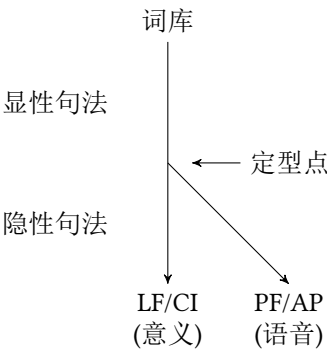 词库
显性句法
定型点
隐性句法
LF/CI PF/AP
(意义) (语音)